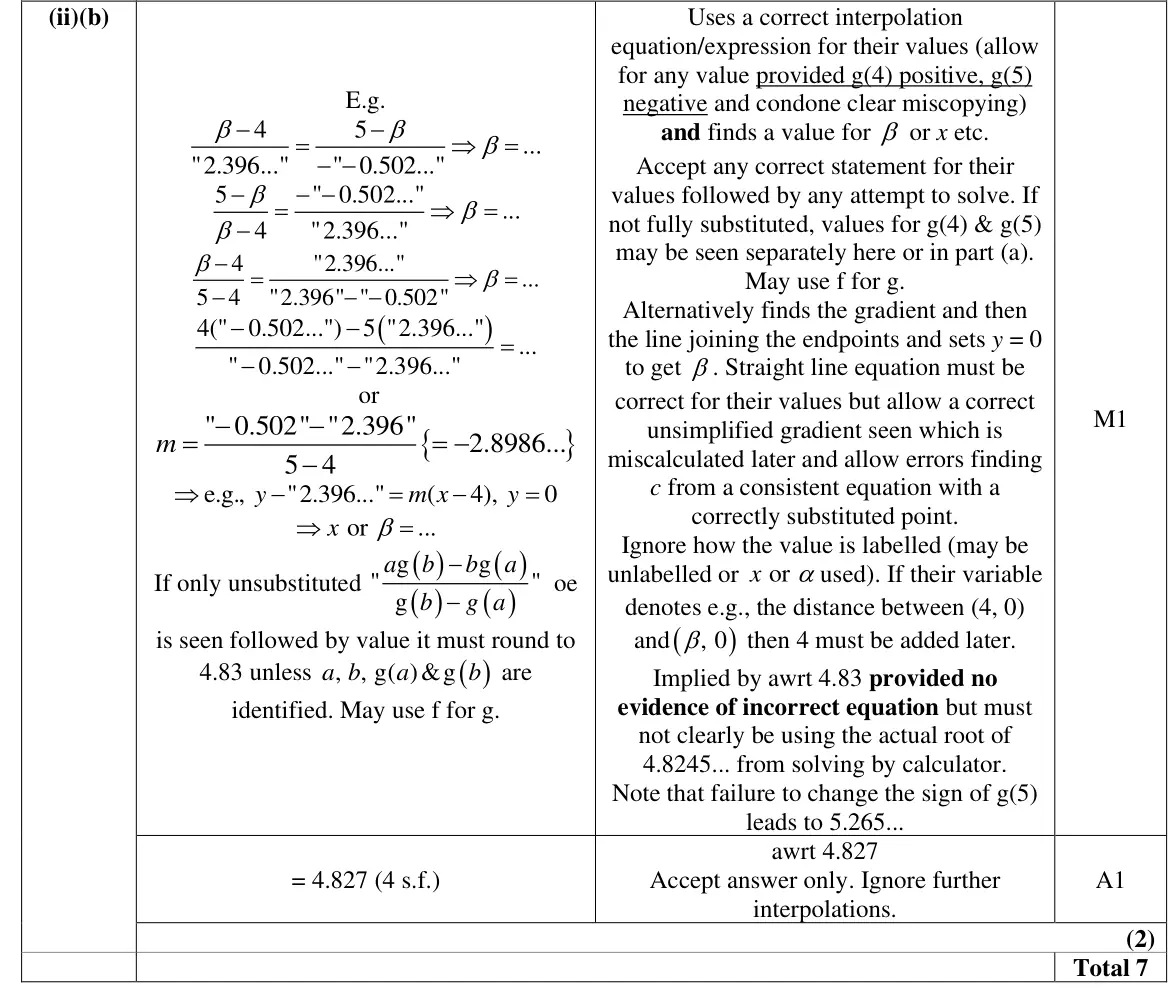 (ii)(b)
E.g.
(β − 4)/("2.396...") = (5 − β)/(−"−0.502...") ⇒ β = ...
(5 − β)/(β − 4) = (−"−0.502...")/("2.396...") ⇒ β = ...
(β − 4)/(5 − 4) = ("2.396...")/("2.396"−"−0.502") ⇒ β = ...
(4("−0.502...") − 5("2.396..."))/("−0.502..."−"2.396...") = ...
or
m = ("−0.502"−"2.396")/(5 − 4) {= −2.8986...}
⇒ e.g., y −"2.396..." = m(x − 4), y = 0
⇒ x or β = ...
If only unsubstituted "(ag(b) − bg(a))/(g(b) − g(a))" oe
is seen followed by value it must round to
4.83 unless a, b, g(a) & g(b) are
identified. May use f for g.
Uses a correct interpolation
equation/expression for their values (allow
for any value provided g(4) positive, g(5)
negative and condone clear miscopying)
and finds a value for β or x etc.
Accept any correct statement for their
values followed by any attempt to solve. If
not fully substituted, values for g(4) & g(5)
may be seen separately here or in part (a).
May use f for g.
Alternatively finds the gradient and then
the line joining the endpoints and sets y = 0
to get β. Straight line equation must be
correct for their values but allow a correct
unsimplified gradient seen which is
miscalculated later and allow errors finding
c from a consistent equation with a
correctly substituted point.
Ignore how the value is labelled (may be
unlabelled or x or α used). If their variable
denotes e.g., the distance between (4, 0)
and (β, 0) then 4 must be added later.
Implied by awrt 4.83 provided no
evidence of incorrect equation but must
not clearly be using the actual root of
4.8245... from solving by calculator.
Note that failure to change the sign of g(5)
leads to 5.265...
M1
= 4.827 (4 s.f.)
awrt 4.827
Accept answer only. Ignore further
interpolations.
A1
(2)
Total 7